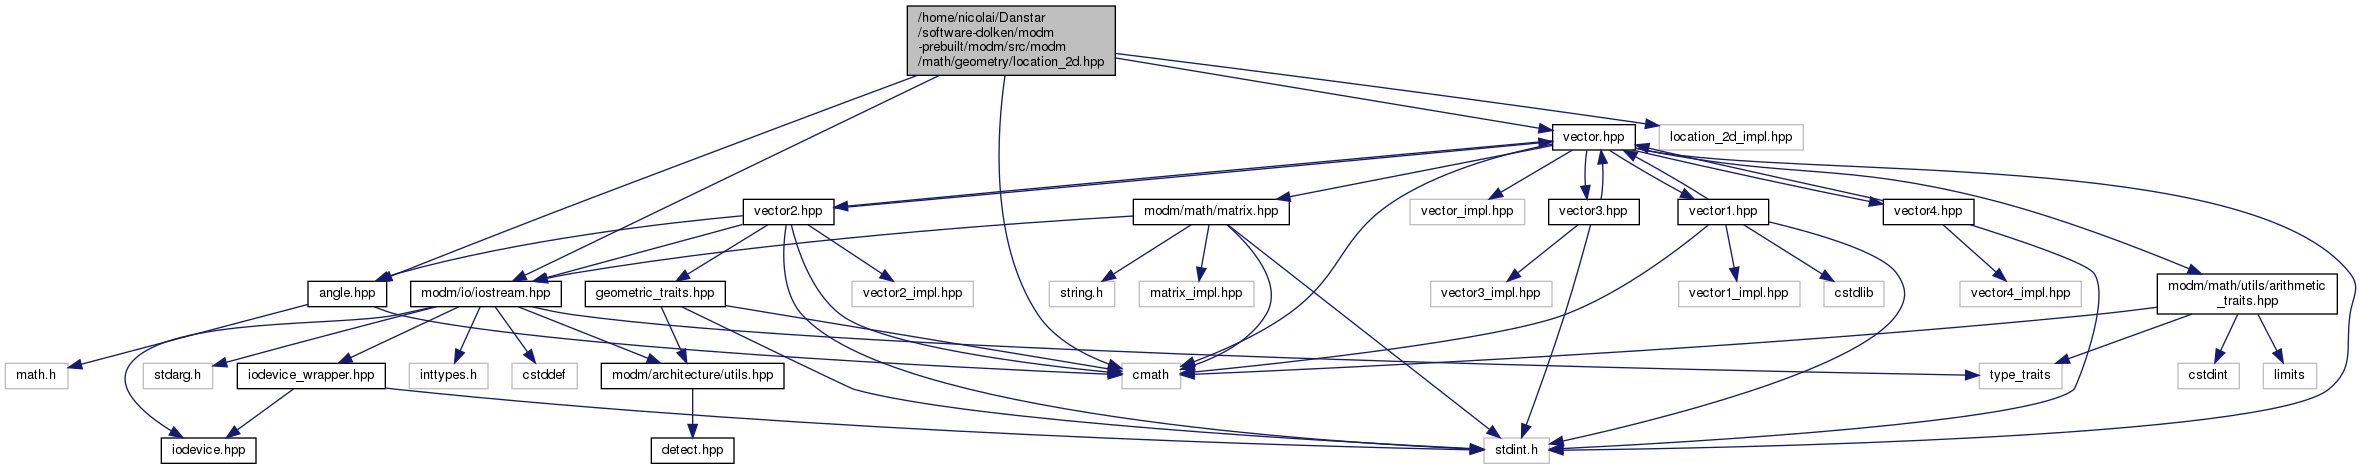 /home/nicolai/Danstar
/software-dolken/modm
-prebuilt/modm/src/modm
/math/geometry/location_2d.hpp
vector.hpp
location_2d_impl.hpp
vector2.hpp
modm/math/matrix.hpp
vector_impl.hpp
vector3.hpp
vector1.hpp
vector4.hpp
angle.hpp
modm/io/iostream.hpp
geometric_traits.hpp
vector2_impl.hpp
string.h
matrix_impl.hpp
vector3_impl.hpp
vector1_impl.hpp
cstdlib
vector4_impl.hpp
modm/math/utils/arithmetic
_traits.hpp
math.h
stdarg.h
iodevice_wrapper.hpp
inttypes.h
cstddef
modm/architecture/utils.hpp
cmath
type_traits
cstdint
limits
iodevice.hpp
detect.hpp
stdint.h